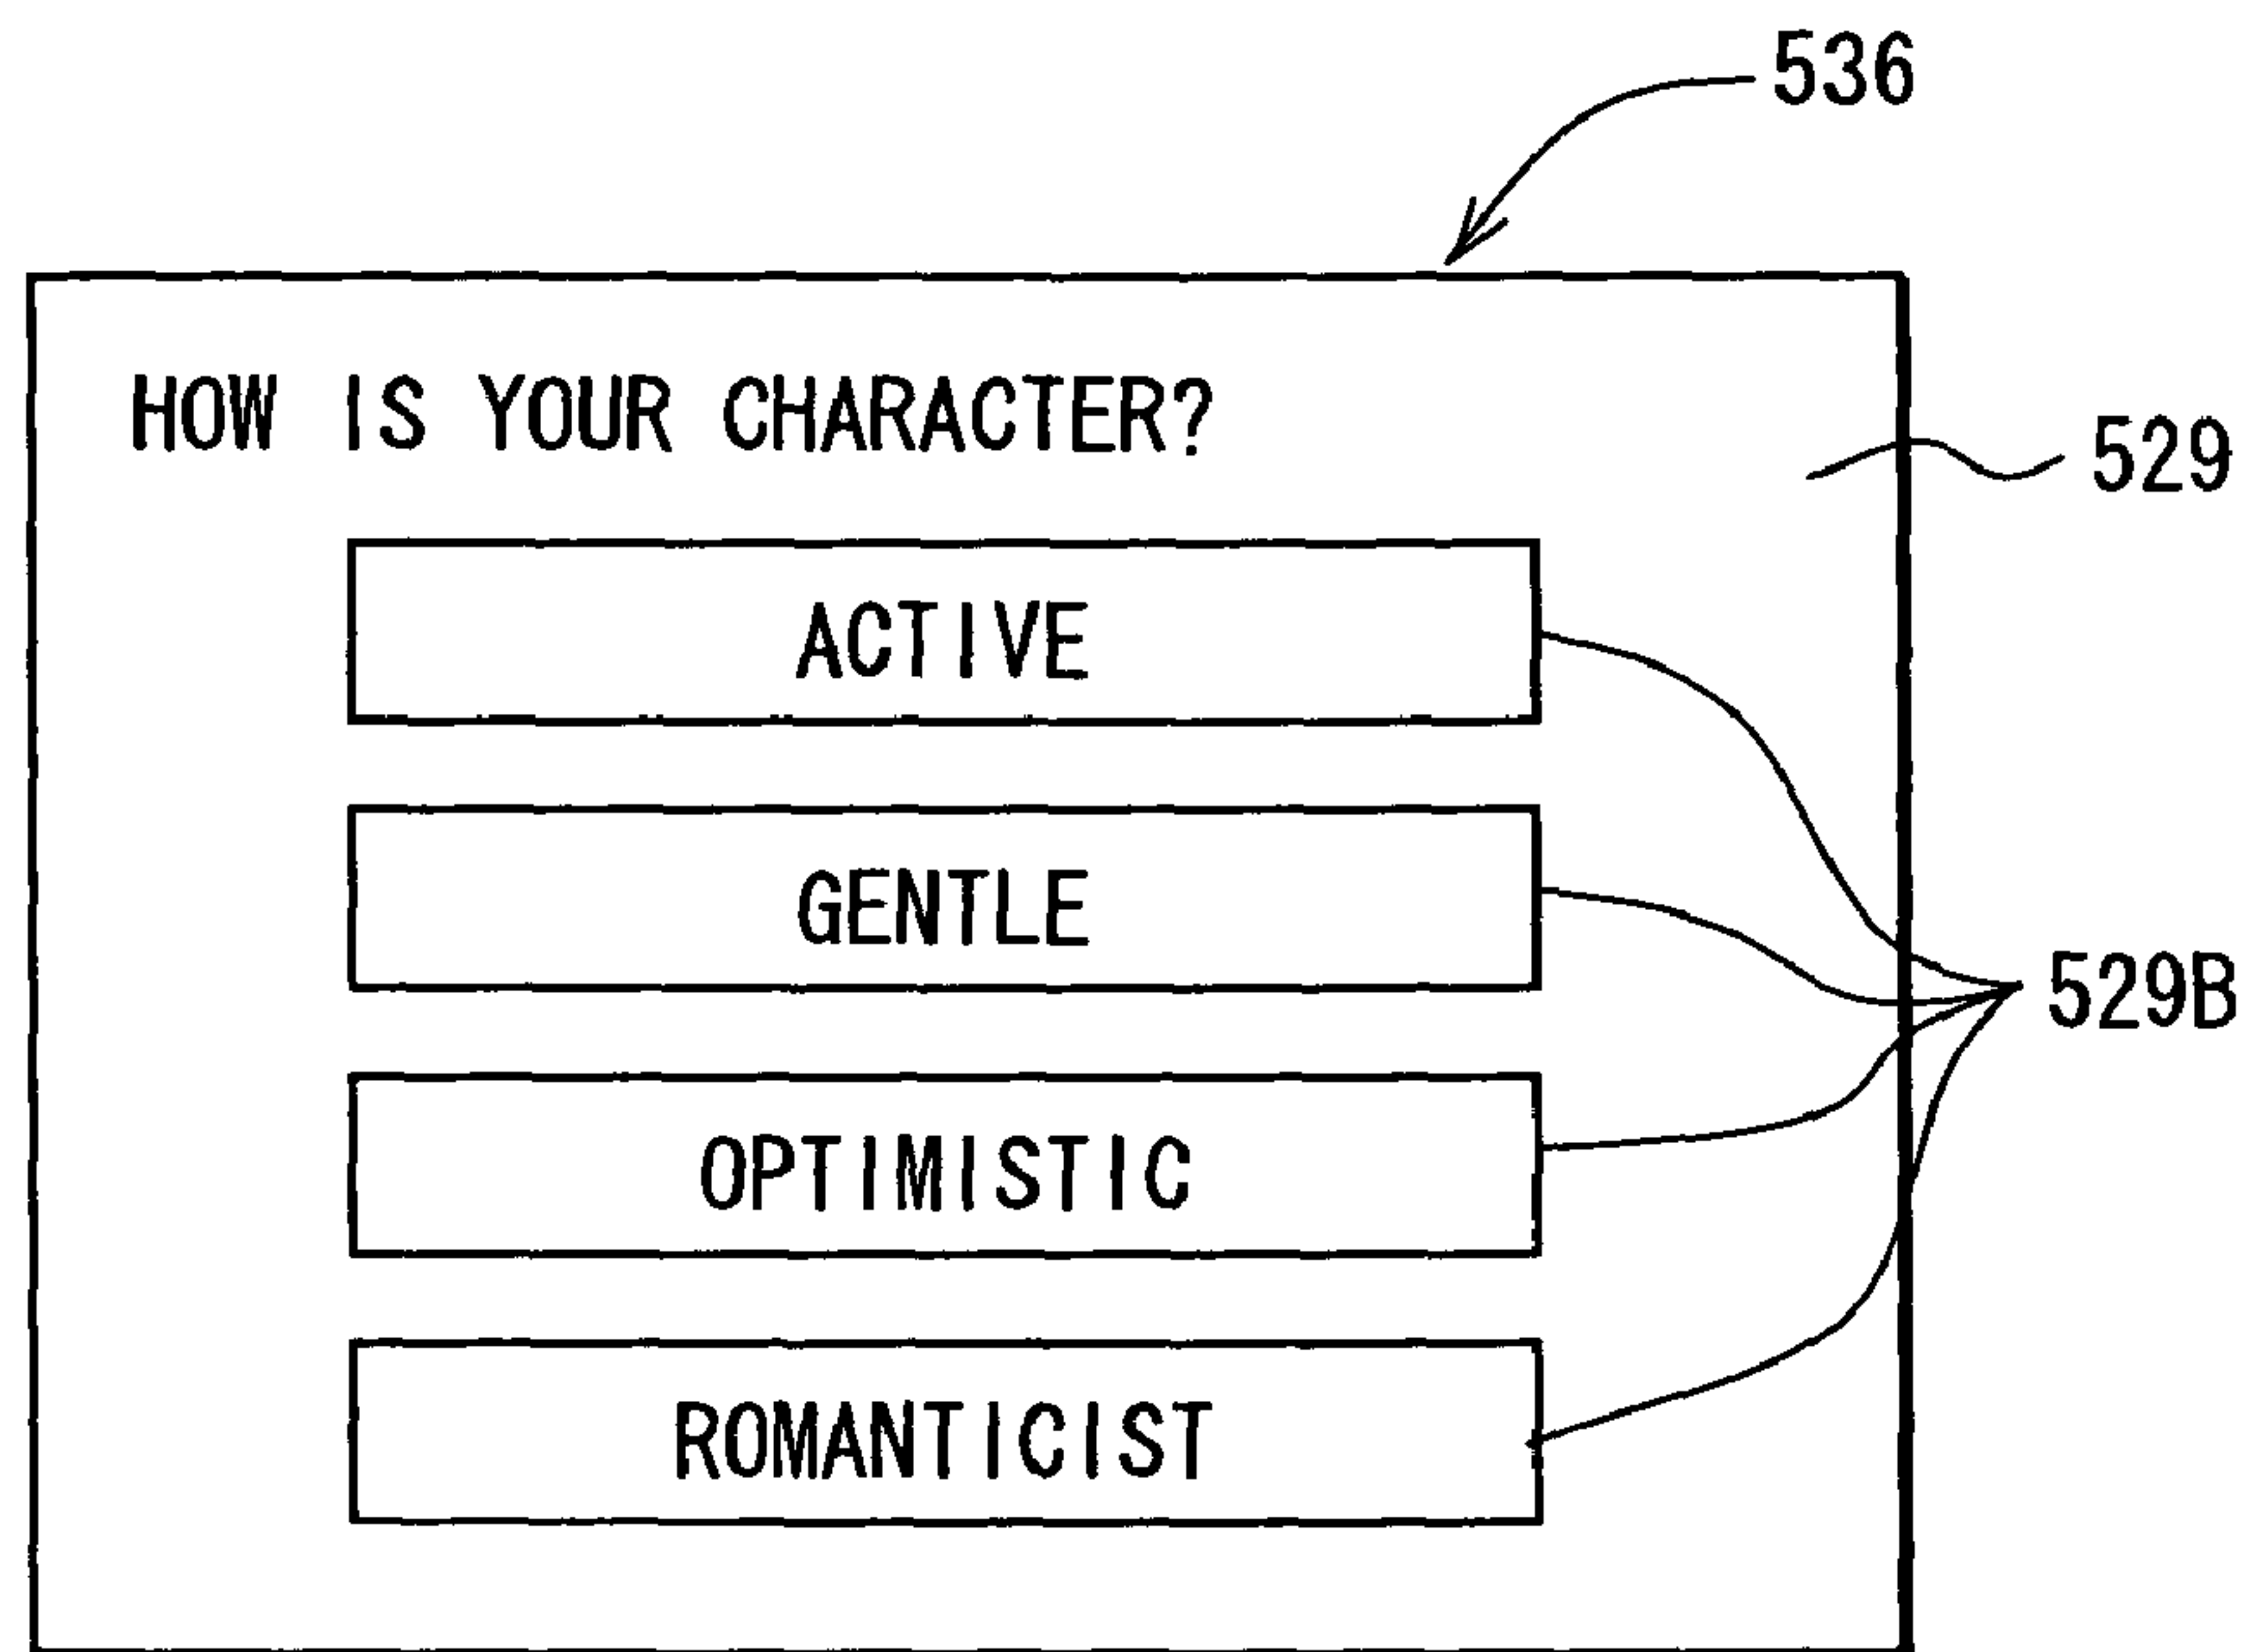 536
HOW IS YOUR CHARACTER?
529
ACTIVE
GENTLE
529B
OPTIMISTIC
ROMANTICIST